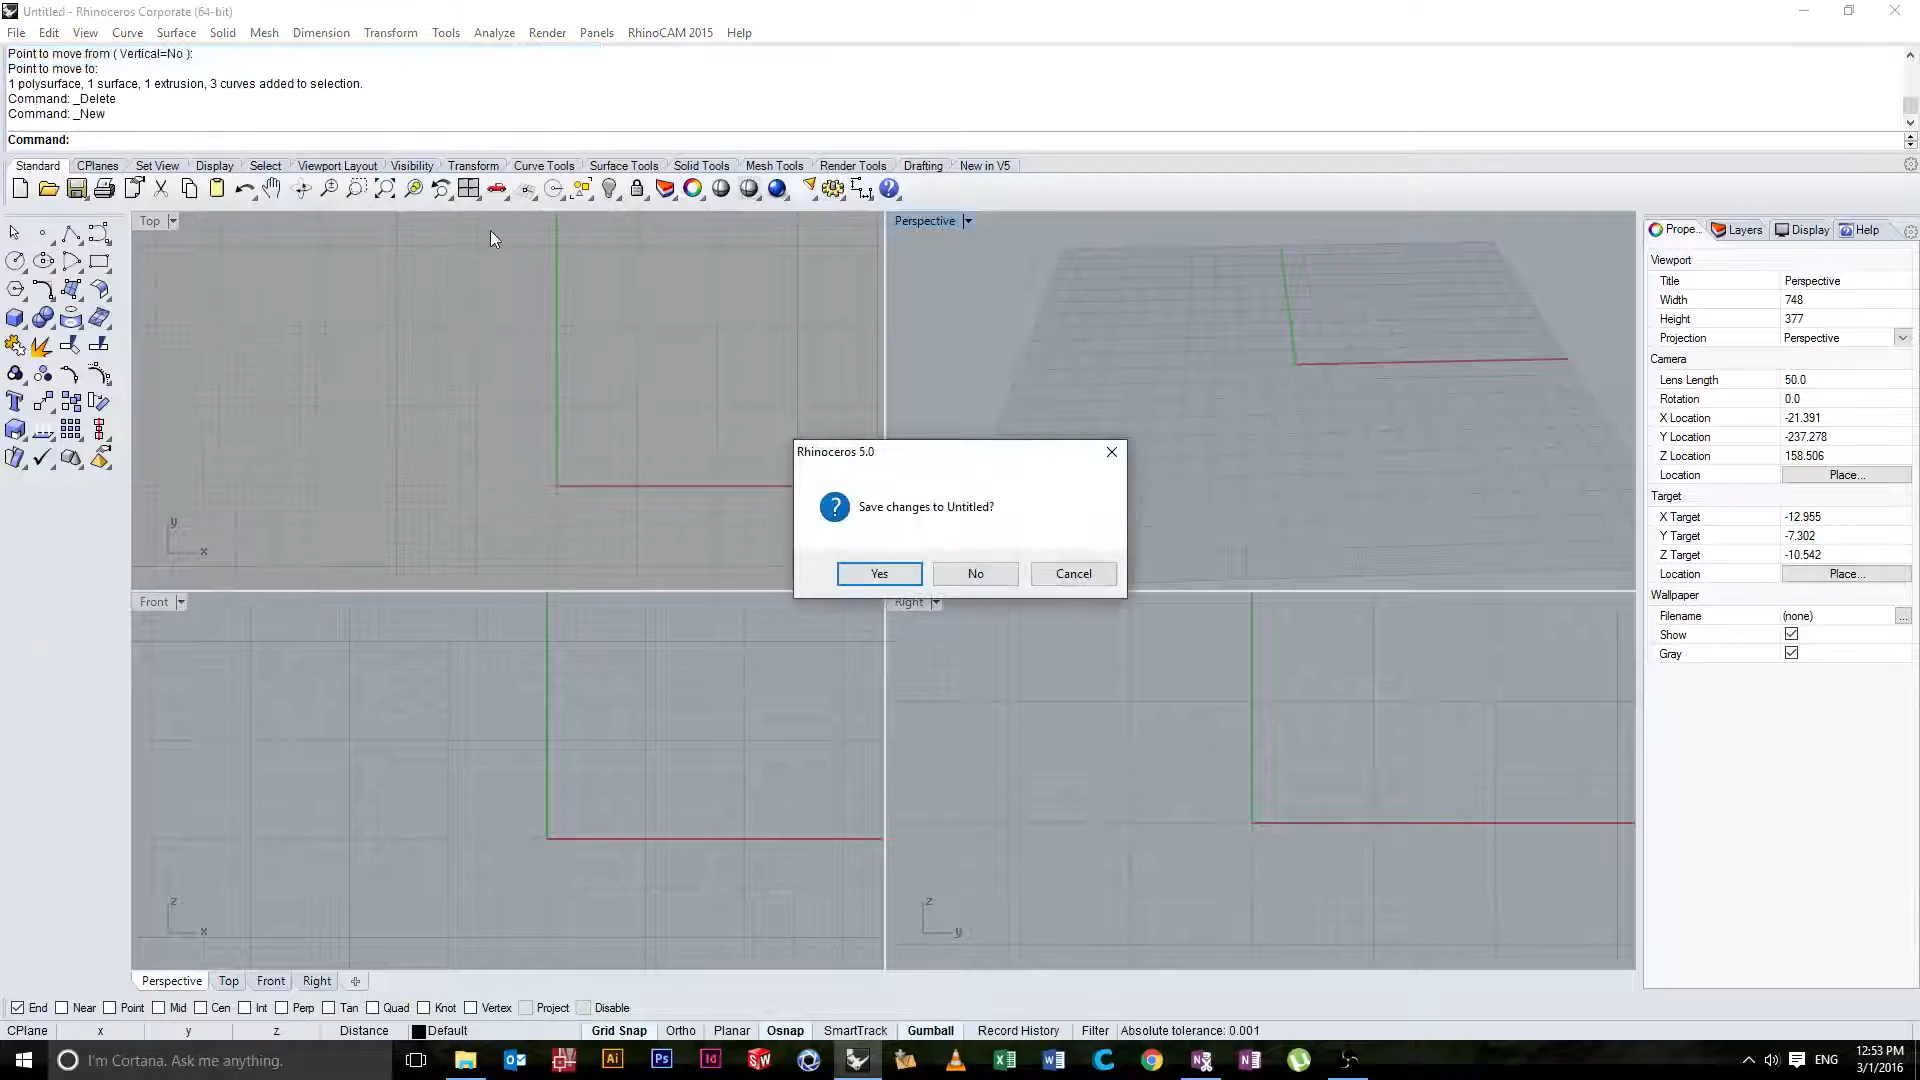 Untitled - Rhinoceros Corporate (64-bit)
File Edit View Curve Surface Solid Mesh Dimension Transform Tools Analyze Render Panels RhinoCAM 2015 Help
Point to move from ( Vertical=No ):
Point to move to:
1 polysurface, 1 surface, 1 extrusion, 3 curves added to selection.
Command: _Delete
Command: _New
Command:
Standard CPlanes Set View Display Select Viewport Layout Visibility Transform Curve Tools Surface Tools Solid Tools Mesh Tools Render Tools Drafting New in V5
Top
Perspective
Prope... Layers Display Help
Viewport
Title Perspective
Width 748
Height 377
Projection Perspective
Camera
Lens Length 50.0
Rotation 0.0
X Location -21.391
Y Location -237.278
Z Location 158.506
Location Place...
Target
X Target -12.955
Y Target -7.302
Z Target -10.542
Location Place...
Wallpaper
Filename (none) ...
Show
Gray
Rhinoceros 5.0
Save changes to Untitled?
Yes No Cancel
y
x
Front
Right
z
x
z
y
Perspective Top Front Right
End Near Point Mid Cen Int Perp Tan Quad Knot Vertex Project Disable
CPlane x y z Distance Default Grid Snap Ortho Planar Osnap SmartTrack Gumball Record History Filter Absolute tolerance: 0.001
I'm Cortana. Ask me anything.
ENG
12:53 PM
3/1/2016